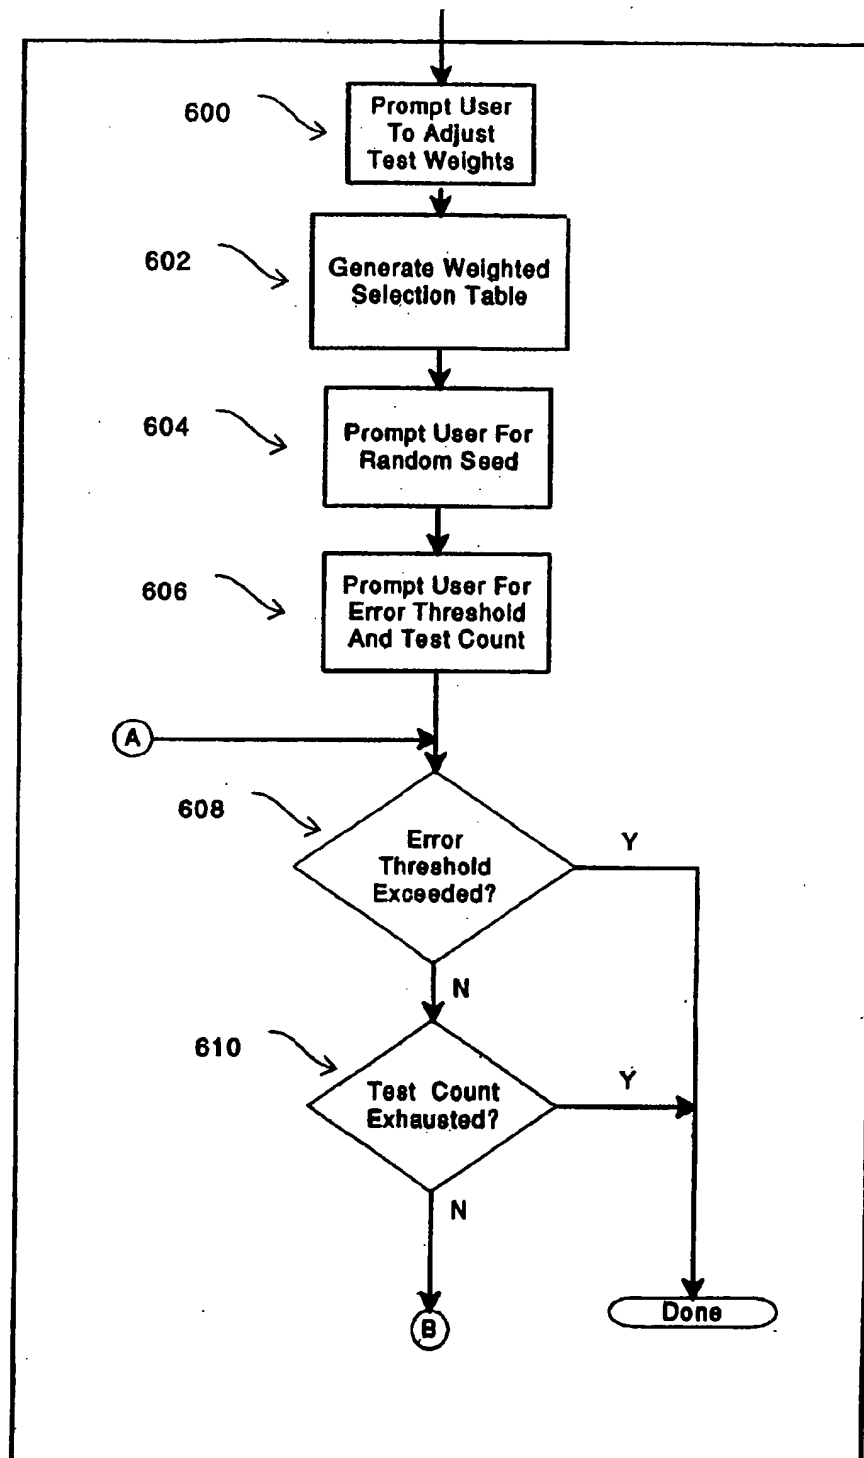 600
Prompt User
To Adjust
Test Weights
602
Generate Weighted
Selection Table
604
Prompt User For
Random Seed
606
Prompt User For
Error Threshold
And Test Count
A
608
Error
Threshold
Exceeded?
Y
N
610
Test Count
Exhausted?
Y
N
B
Done